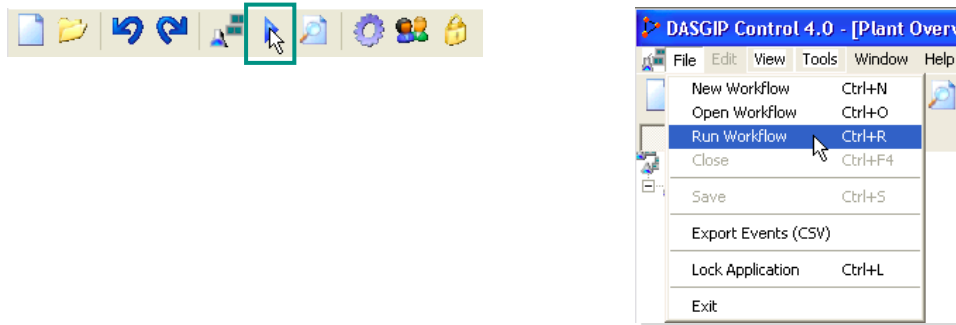 DASGIP Control 4.0 - [Plant Overv
File Edit View Tools Window Help
New Workflow Ctrl+N
Open Workflow Ctrl+O
Run Workflow Ctrl+R
Close Ctrl+F4
Save Ctrl+S
Export Events (CSV)
Lock Application Ctrl+L
Exit